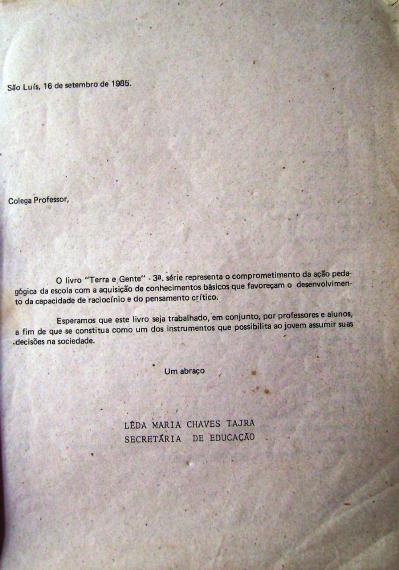 São Luís, 16 de setembro de 1985.
Colega Professor,
O livro "Terra e Gente" - 3ª. série representa o comprometimento da ação peda-
gógica da escola com a aquisição de conhecimentos básicos que favoreçam o desenvolvimen-
to da capacidade de raciocínio e do pensamento crítico.
Esperamos que este livro seja trabalhado, em conjunto, por professores e alunos,
a fim de que se constitua como um dos instrumentos que possibilita ao jovem assumir suas
decisões na sociedade.
Um abraço
LÊDA MARIA CHAVES TAJRA
SECRETÁRIA DE EDUCAÇÃO